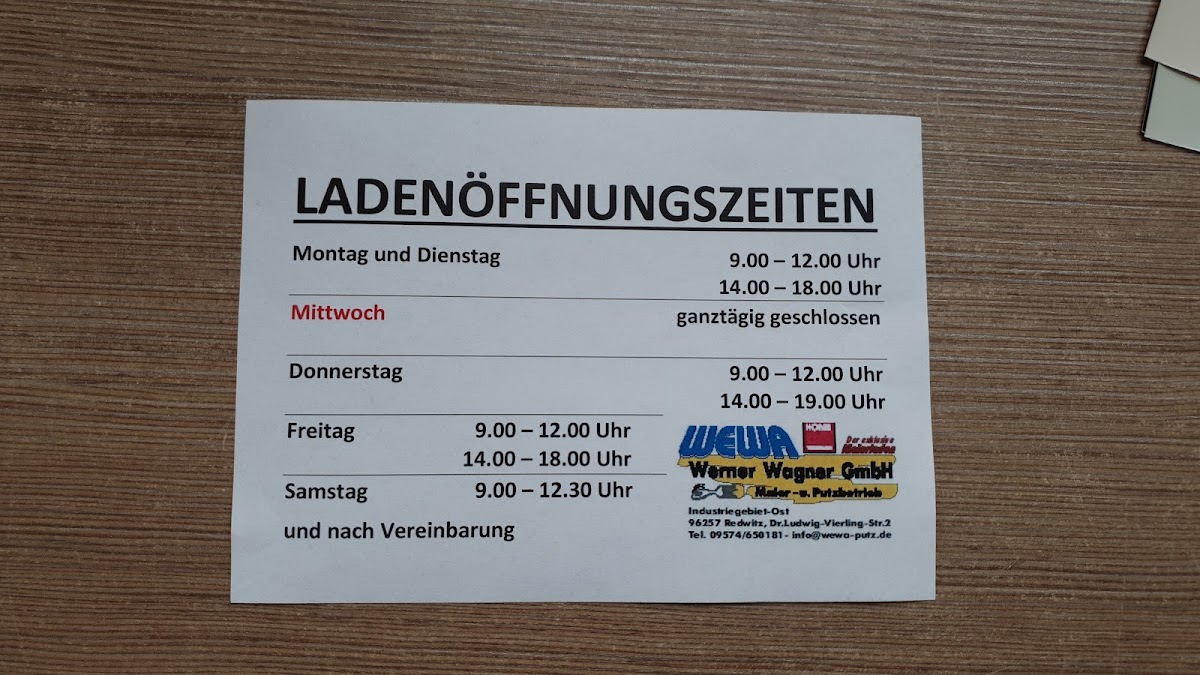 LADENÖFFNUNGSZEITEN
Montag und Dienstag 9.00 – 12.00 Uhr
14.00 – 18.00 Uhr
Mittwoch ganztägig geschlossen
Donnerstag 9.00 – 12.00 Uhr
14.00 – 19.00 Uhr
Freitag 9.00 – 12.00 Uhr
14.00 – 18.00 Uhr
Samstag 9.00 – 12.30 Uhr
und nach Vereinbarung
WEWA
Der exklusive
Malerladen
Werner Wagner GmbH
Maler-u. Putzbetrieb
Industriegebiet-Ost
96257 Redwitz, Dr.Ludwig-Vierling-Str.2
Tel. 09574/650181- info@wewa-putz.de